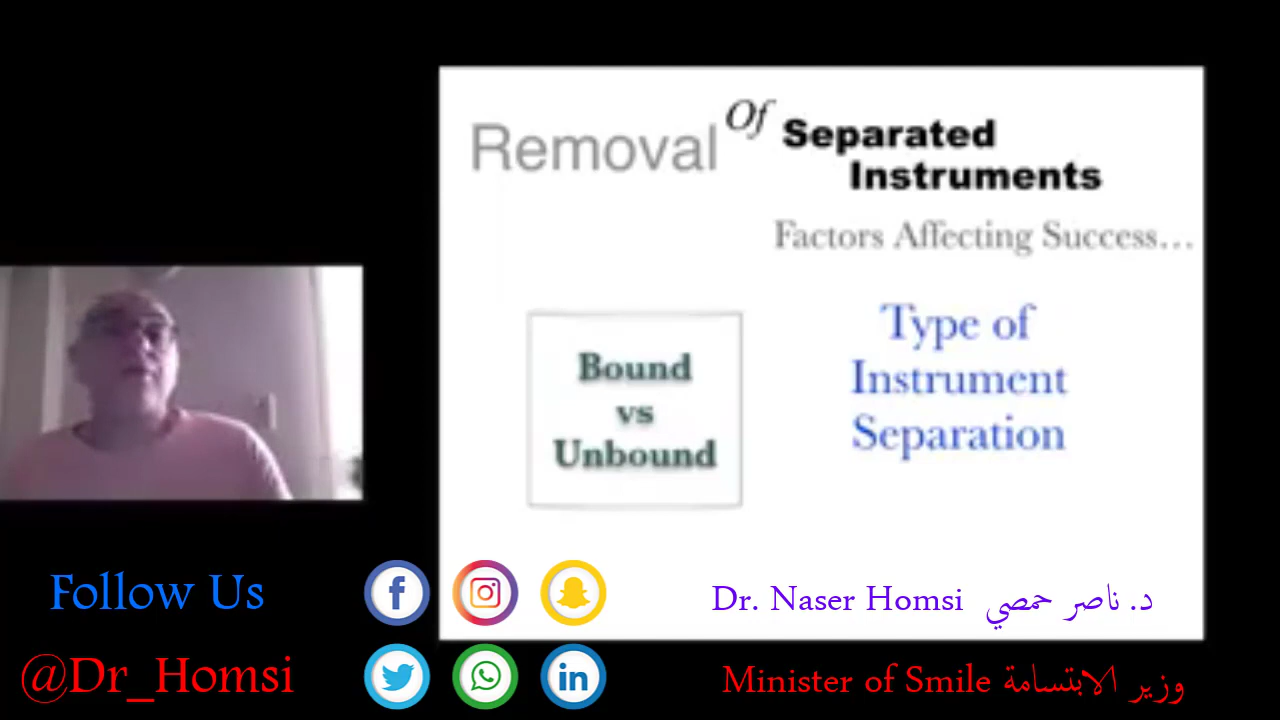 Removal Of Separated
Instruments
Factors Affecting Success...
Bound
vs
Unbound
Type of
Instrument
Separation
Follow Us
@Dr_Homsi
Dr. Naser Homsi د. ناصر حمصي
Minister of Smile وزير الابتسامة